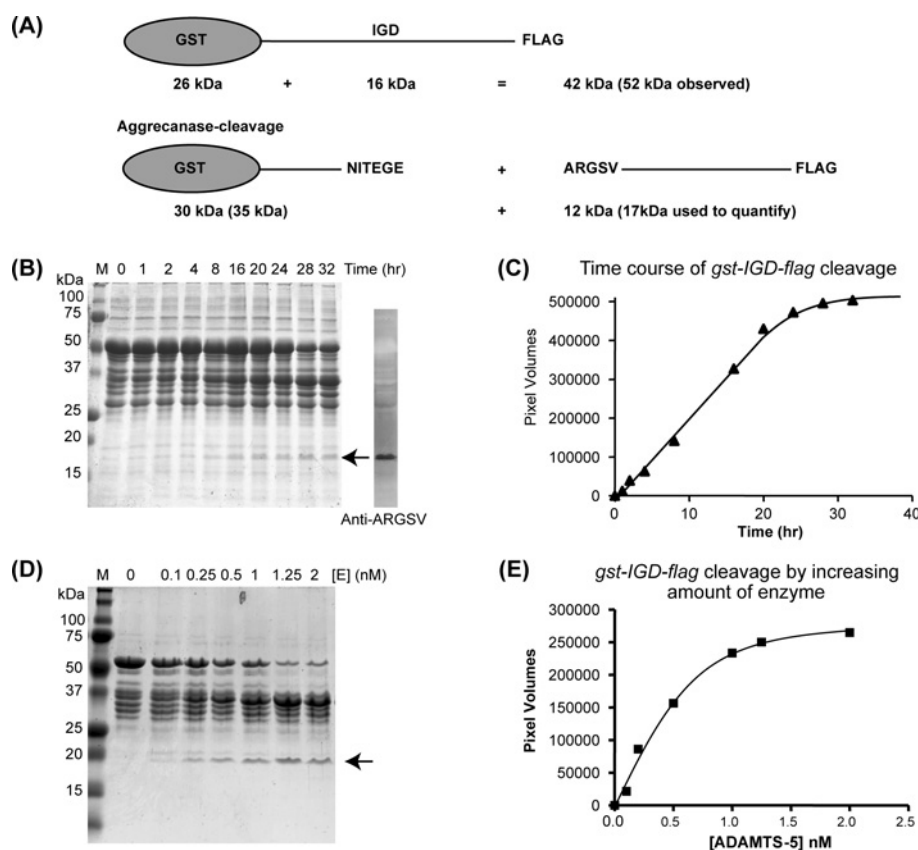 (A)
GST
IGD
FLAG
26 kDa + 16 kDa = 42 kDa (52 kDa observed)
Aggrecanase-cleavage
GST
NITEGE + ARGSV FLAG
30 kDa (35 kDa) + 12 kDa (17kDa used to quantify)
(B)
kDa M 0 1 2 4 8 16 20 24 28 32 Time (hr)
100
75
50
37
25
20
15
Anti-ARGSV
(C)
Time course of gst-IGD-flag cleavage
Pixel Volumes
500000
400000
300000
200000
100000
0
0 10 20 30 40
Time (hr)
(D)
M 0 0.1 0.25 0.5 1 1.25 2 [E] (nM)
kDa
100
75
50
37
25
20
15
(E)
gst-IGD-flag cleavage by increasing
amount of enzyme
Pixel Volumes
300000
250000
200000
150000
100000
50000
0
0.0 0.5 1.0 1.5 2.0 2.5
[ADAMTS-5] nM